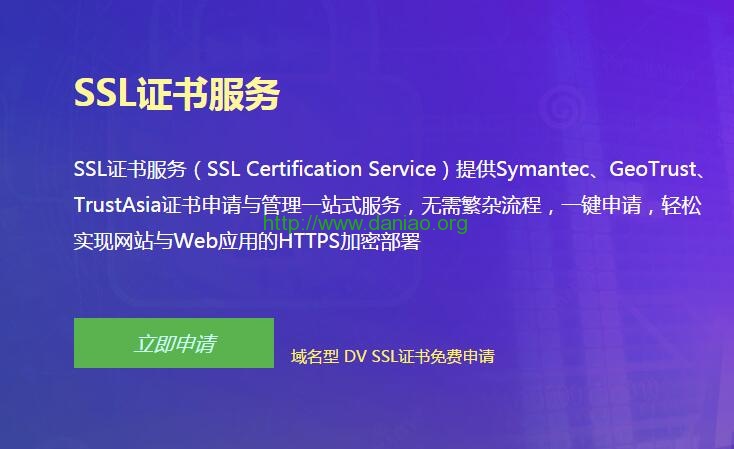 SSL证书服务
SSL证书服务（SSL Certification Service）提供Symantec、GeoTrust、
TrustAsia证书申请与管理一站式服务，无需繁杂流程，一键申请，轻松
http://www.daniao.org
实现网站与Web应用的HTTPS加密部署
立即申请
域名型 DV SSL证书免费申请